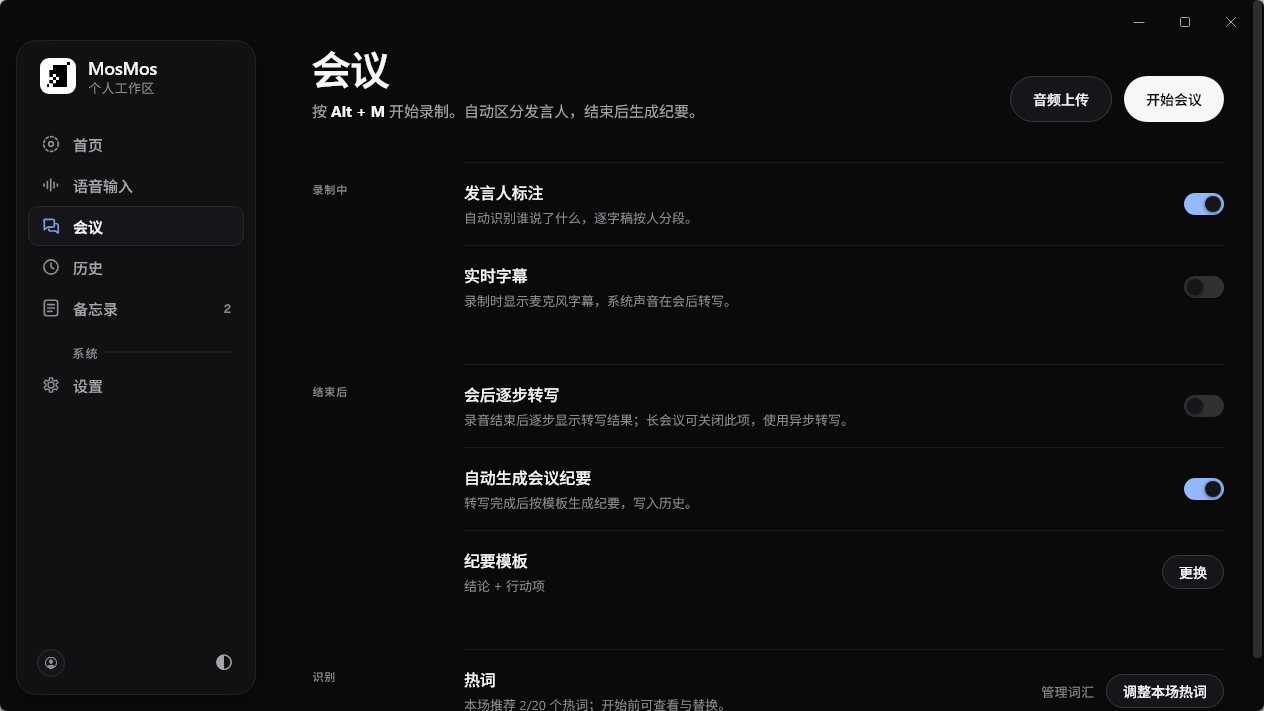 MosMos
个人工作区
首页
语音输入
会议
历史
备忘录 2
系统
设置
会议
按 Alt + M 开始录制。自动区分发言人，结束后生成纪要。
音频上传
开始会议
录制中
发言人标注
自动识别谁说了什么，逐字稿按人分段。
实时字幕
录制时显示麦克风字幕，系统声音在会后转写。
结束后
会后逐步转写
录音结束后逐步显示转写结果；长会议可关闭此项，使用异步转写。
自动生成会议纪要
转写完成后按模板生成纪要，写入历史。
纪要模板
结论 + 行动项
更换
识别
热词
本场推荐 2/20 个热词；开始前可查看与替换。
管理词汇
调整本场热词